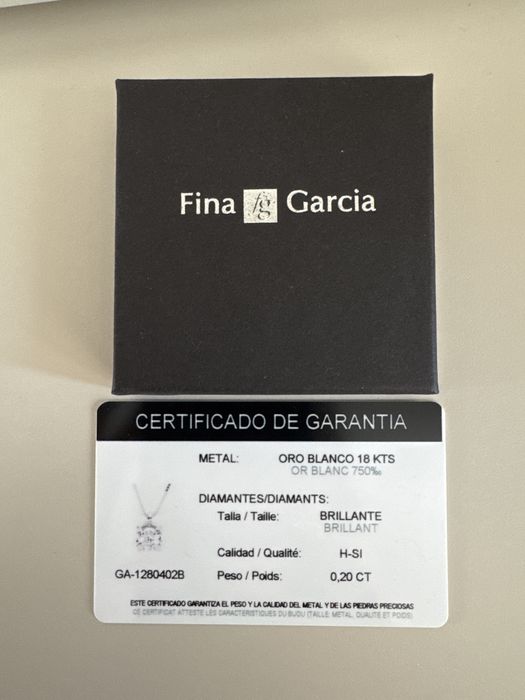 Fina fg Garcia
CERTIFICADO DE GARANTIA
METAL: ORO BLANCO 18 KTS
OR BLANC 750‰
DIAMANTES/DIAMANTS:
Talla / Taille: BRILLANTE
BRILLANT
Calidad / Qualité: H-SI
GA-1280402B Peso / Poids: 0,20 CT
ESTE CERTIFICADO GARANTIZA EL PESO Y LA CALIDAD DEL METAL Y DE LAS PIEDRAS PRECIOSAS
CE CERTIFICAT ATTESTE LES CARACTERISTIQUES DU BIJOU (TAILLE, METAL, QUALITE ET POIDS)